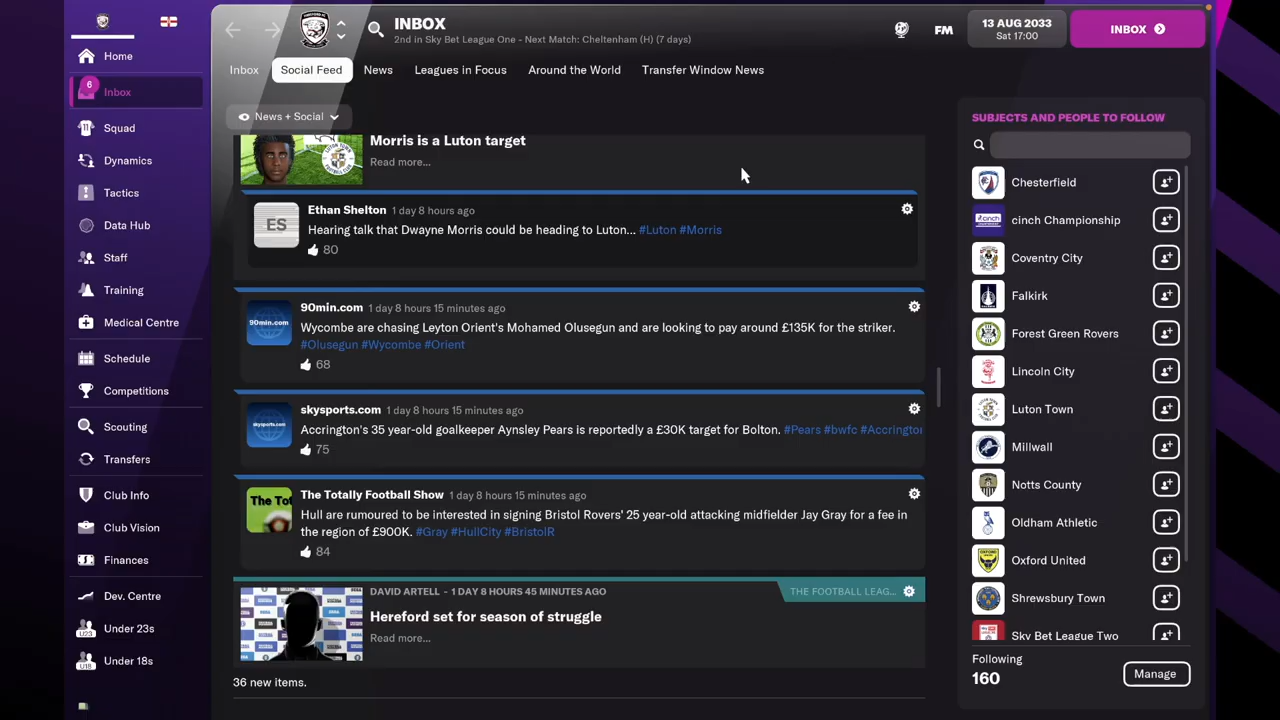 INBOX
2nd in Sky Bet League One - Next Match: Cheltenham (H) (7 days)
FM
13 AUG 2033
Sat 17:00
INBOX
Home
6
Inbox
Squad
Dynamics
Tactics
Data Hub
Staff
Training
Medical Centre
Schedule
Competitions
Scouting
Transfers
Club Info
Club Vision
Finances
Dev. Centre
U23
Under 23s
U18
Under 18s
Inbox
Social Feed
News
Leagues in Focus
Around the World
Transfer Window News
News + Social
Morris is a Luton target
Read more...
ES
Ethan Shelton 1 day 8 hours ago
Hearing talk that Dwayne Morris could be heading to Luton... #Luton #Morris
80
90min.com
90min.com 1 day 8 hours 15 minutes ago
Wycombe are chasing Leyton Orient's Mohamed Olusegun and are looking to pay around £135K for the striker.
#Olusegun #Wycombe #Orient
68
skysports.com
skysports.com 1 day 8 hours 15 minutes ago
Accrington's 35 year-old goalkeeper Aynsley Pears is reportedly a £30K target for Bolton. #Pears #bwfc #Accrington
75
The Tot
The Totally Football Show 1 day 8 hours 15 minutes ago
Hull are rumoured to be interested in signing Bristol Rovers' 25 year-old attacking midfielder Jay Gray for a fee in
the region of £900K. #Gray #HullCity #BristolR
84
DAVID ARTELL - 1 DAY 8 HOURS 45 MINUTES AGO
THE FOOTBALL LEAG...
Hereford set for season of struggle
Read more...
36 new items.
SUBJECTS AND PEOPLE TO FOLLOW
Chesterfield
cinch Championship
Coventry City
Falkirk
Forest Green Rovers
Lincoln City
Luton Town
Millwall
Notts County
Oldham Athletic
Oxford United
Shrewsbury Town
Sky Bet League Two
Following
160
Manage